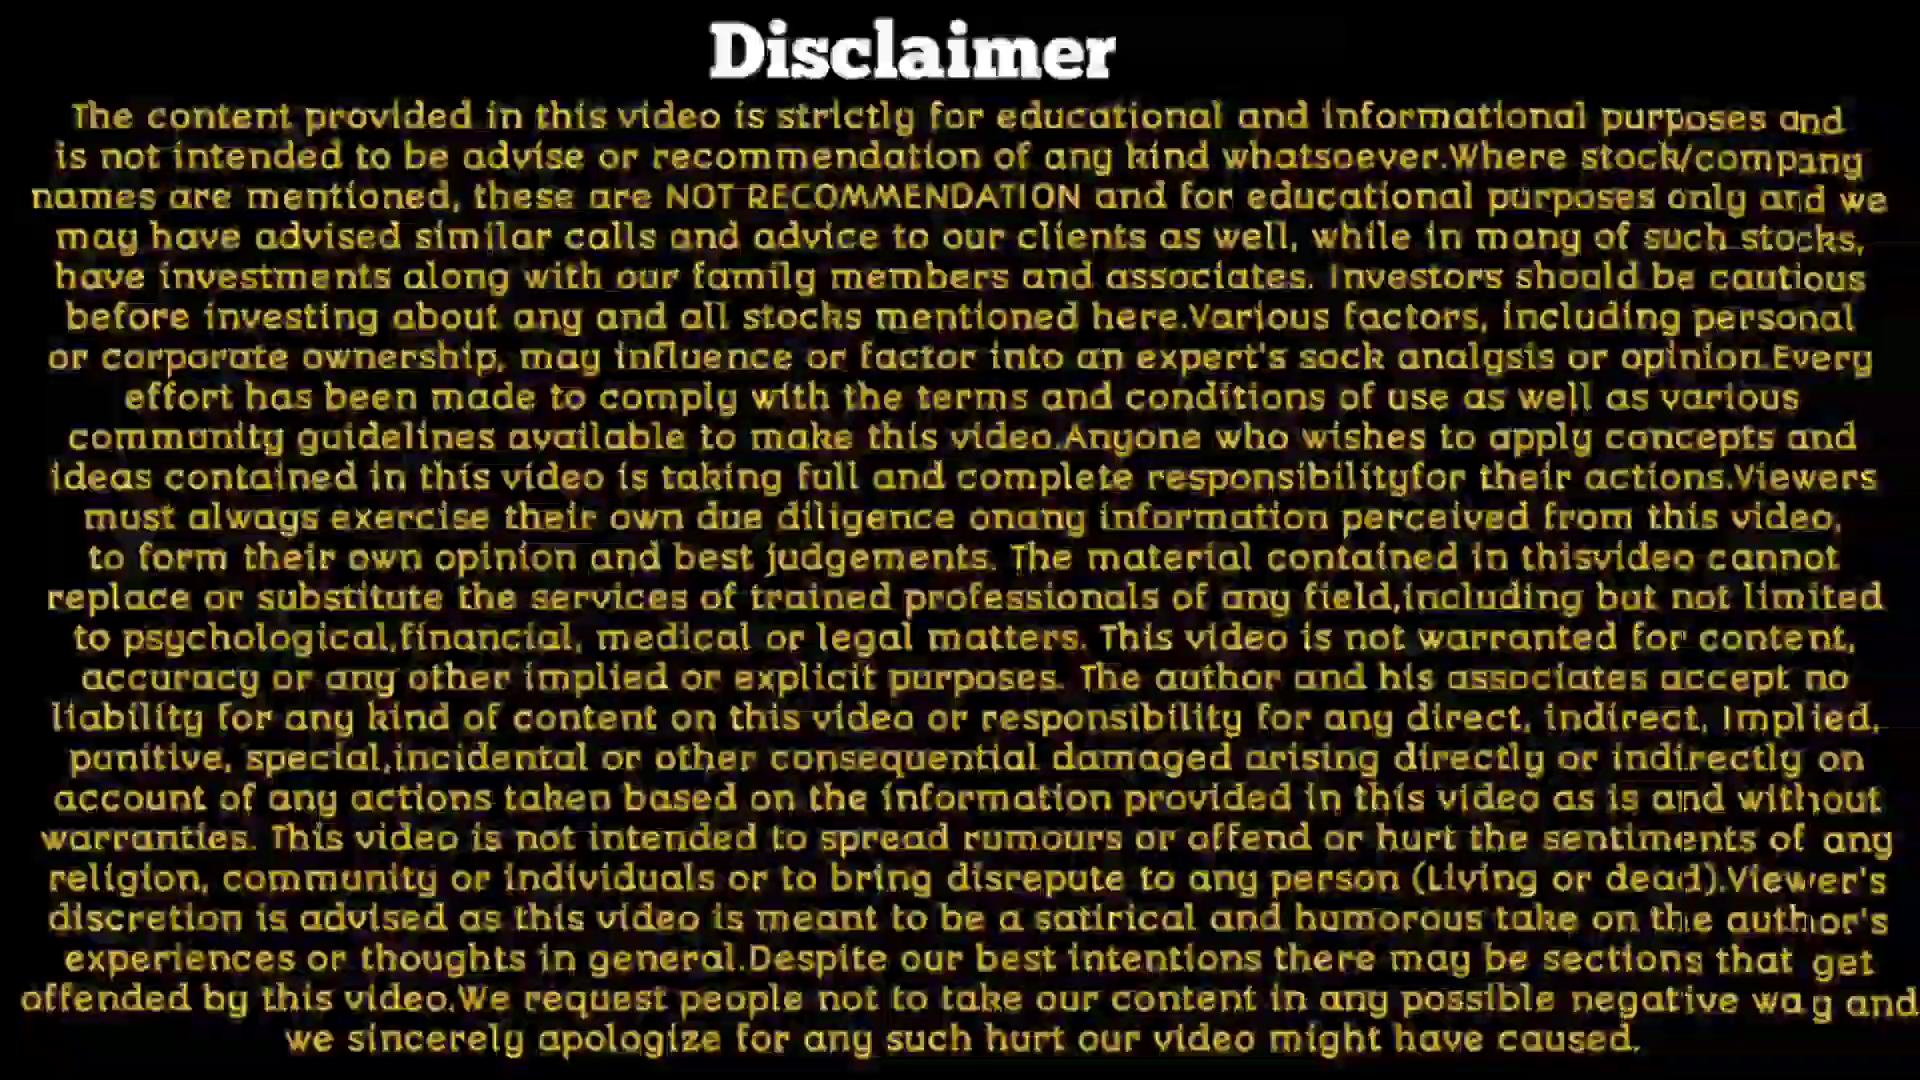 Disclaimer
The content provided in this video is strictly for educational and informational purposes and
is not intended to be advise or recommendation of any kind whatsoever.Where stock/company
names are mentioned, these are NOT RECOMMENDATION and for educational purposes only and we
may have advised similar calls and advice to our clients as well, while in many of such stocks,
have investments along with our family members and associates. Investors should be cautious
before investing about any and all stocks mentioned here.Various factors, including personal
or corporate ownership, may influence or factor into an expert's sock analgsis or opinion.Every
effort has been made to comply with the terms and conditions of use as well as various
community guidelines available to make this video.Anyone who wishes to apply concepts and
ideas contained in this video is taking full and complete responsibilityfor their actions.Viewers
must always exercise their own due diligence onang information perceived from this video,
to form their own opinion and best judgements. The material contained in thisvideo cannot
replace or substitute the services of trained professionals of any field,including but not limited
to psychological,financial, medical or legal matters. This video is not warranted for content,
accuracy or any other implied or explicit purposes. The author and his associates accept no
liability for any kind of content on this video or responsibility for any direct, indirect, Implied,
punitive, special,incidental or other consequential damaged arising directly or indirectly on
account of any actions taken based on the information provided in this video as is and without
warranties. This video is not intended to spread rumours or offend or hurt the sentiments of any
religion, community or individuals or to bring disrepute to any person (Living or dead).Viewer's
discretion is advised as this video is meant to be a satirical and humorous take on the author's
experiences or thoughts in general.Despite our best intentions there may be sections that get
offended by this video.We request people not to take our content in any possible negative way and
we sincerely apologize for any such hurt our video might have caused.